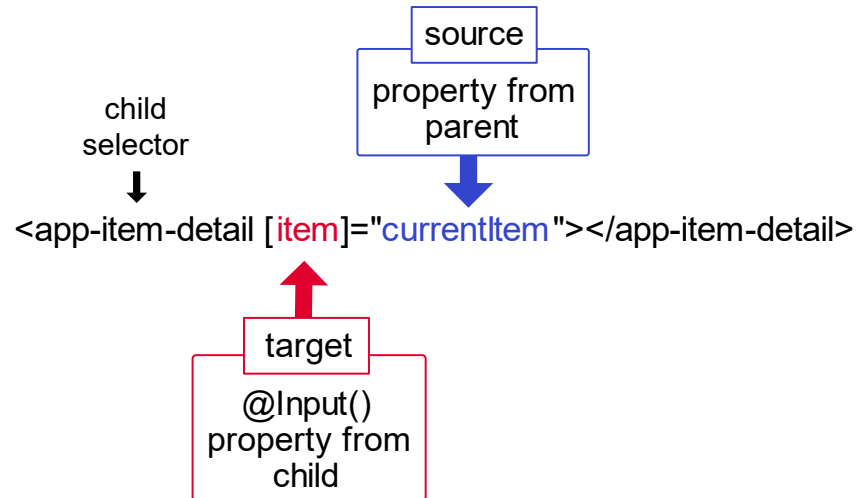 source
property from
parent
child
selector
<app-item-detail [item]="currentItem"></app-item-detail>
target
@Input()
property from
child